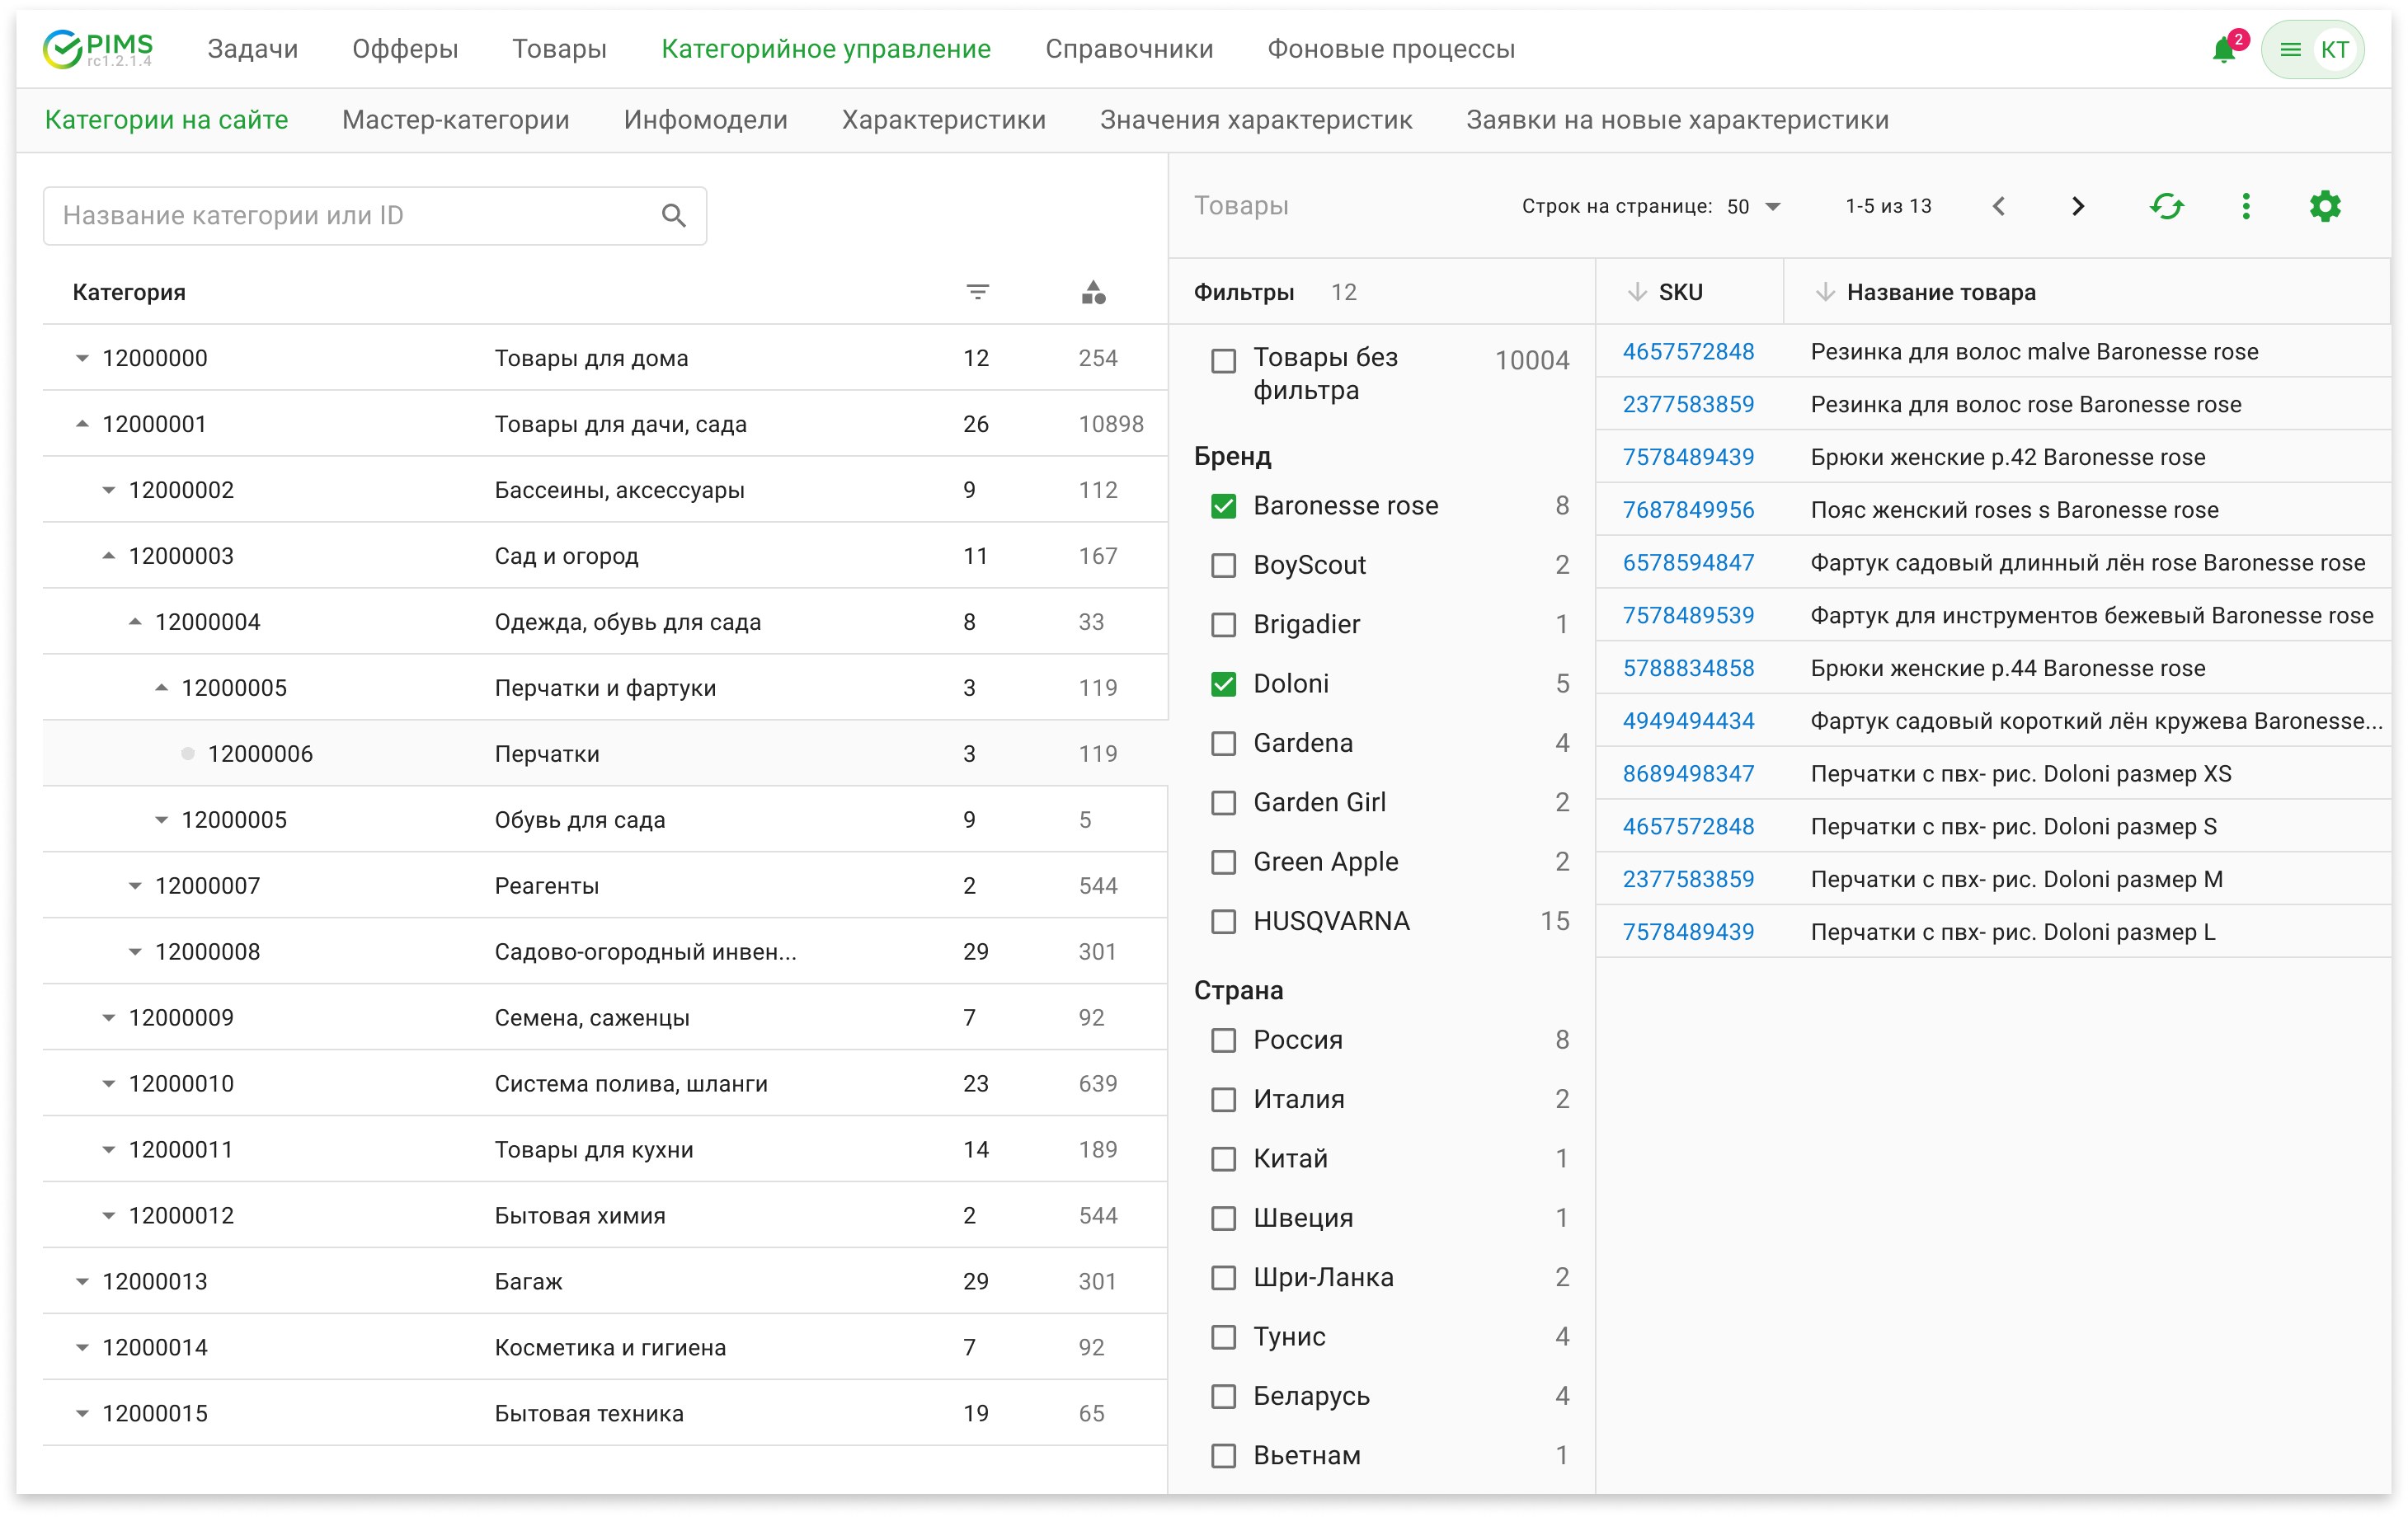 PIMS
rc1.2.1.4
Задачи
Офферы
Товары
Категорийное управление
Справочники
Фоновые процессы
2
КТ
Категории на сайте
Мастер-категории
Инфомодели
Характеристики
Значения характеристик
Заявки на новые характеристики
Название категории или ID
Категория
12000000 Товары для дома 12 254
12000001 Товары для дачи, сада 26 10898
12000002 Бассеины, аксессуары 9 112
12000003 Сад и огород 11 167
12000004 Одежда, обувь для сада 8 33
12000005 Перчатки и фартуки 3 119
12000006 Перчатки 3 119
12000005 Обувь для сада 9 5
12000007 Реагенты 2 544
12000008 Садово-огородный инвен... 29 301
12000009 Семена, саженцы 7 92
12000010 Система полива, шланги 23 639
12000011 Товары для кухни 14 189
12000012 Бытовая химия 2 544
12000013 Багаж 29 301
12000014 Косметика и гигиена 7 92
12000015 Бытовая техника 19 65
Товары
Строк на странице: 50
1-5 из 13
Фильтры 12
Товары без 10004
фильтра
Бренд
Baronesse rose 8
BoyScout 2
Brigadier 1
Doloni 5
Gardena 4
Garden Girl 2
Green Apple 2
HUSQVARNA 15
Страна
Россия 8
Италия 2
Китай 1
Швеция 1
Шри-Ланка 2
Тунис 4
Беларусь 4
Вьетнам 1
SKU Название товара
4657572848 Резинка для волос malve Baronesse rose
2377583859 Резинка для волос rose Baronesse rose
7578489439 Брюки женские р.42 Baronesse rose
7687849956 Пояс женский roses s Baronesse rose
6578594847 Фартук садовый длинный лён rose Baronesse rose
7578489539 Фартук для инструментов бежевый Baronesse rose
5788834858 Брюки женские р.44 Baronesse rose
4949494434 Фартук садовый короткий лён кружева Baronesse...
8689498347 Перчатки с пвх- рис. Doloni размер XS
4657572848 Перчатки с пвх- рис. Doloni размер S
2377583859 Перчатки с пвх- рис. Doloni размер M
7578489439 Перчатки с пвх- рис. Doloni размер L